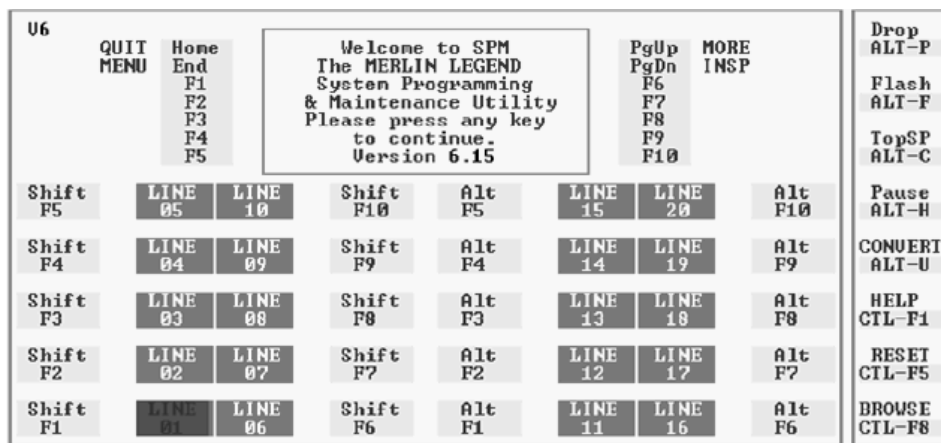 V6
QUIT Home Welcome to SPM PgUp MORE
MENU End The MERLIN LEGEND PgDn INSP
F1 System Programming F6
F2 & Maintenance Utility F7
F3 Please press any key F8
F4 to continue. F9
F5 Version 6.15 F10
Shift LINE LINE Shift Alt LINE LINE Alt
F5 05 10 F10 F5 15 20 F10
Shift LINE LINE Shift Alt LINE LINE Alt
F4 04 09 F9 F4 14 19 F9
Shift LINE LINE Shift Alt LINE LINE Alt
F3 03 08 F8 F3 13 18 F8
Shift LINE LINE Shift Alt LINE LINE Alt
F2 02 07 F7 F2 12 17 F7
Shift LINE LINE Shift Alt LINE LINE Alt
F1 01 06 F6 F1 11 16 F6
Drop
ALT-P
Flash
ALT-F
TopSP
ALT-C
Pause
ALT-H
CONVERT
ALT-U
HELP
CTL-F1
RESET
CTL-F5
BROWSE
CTL-F8